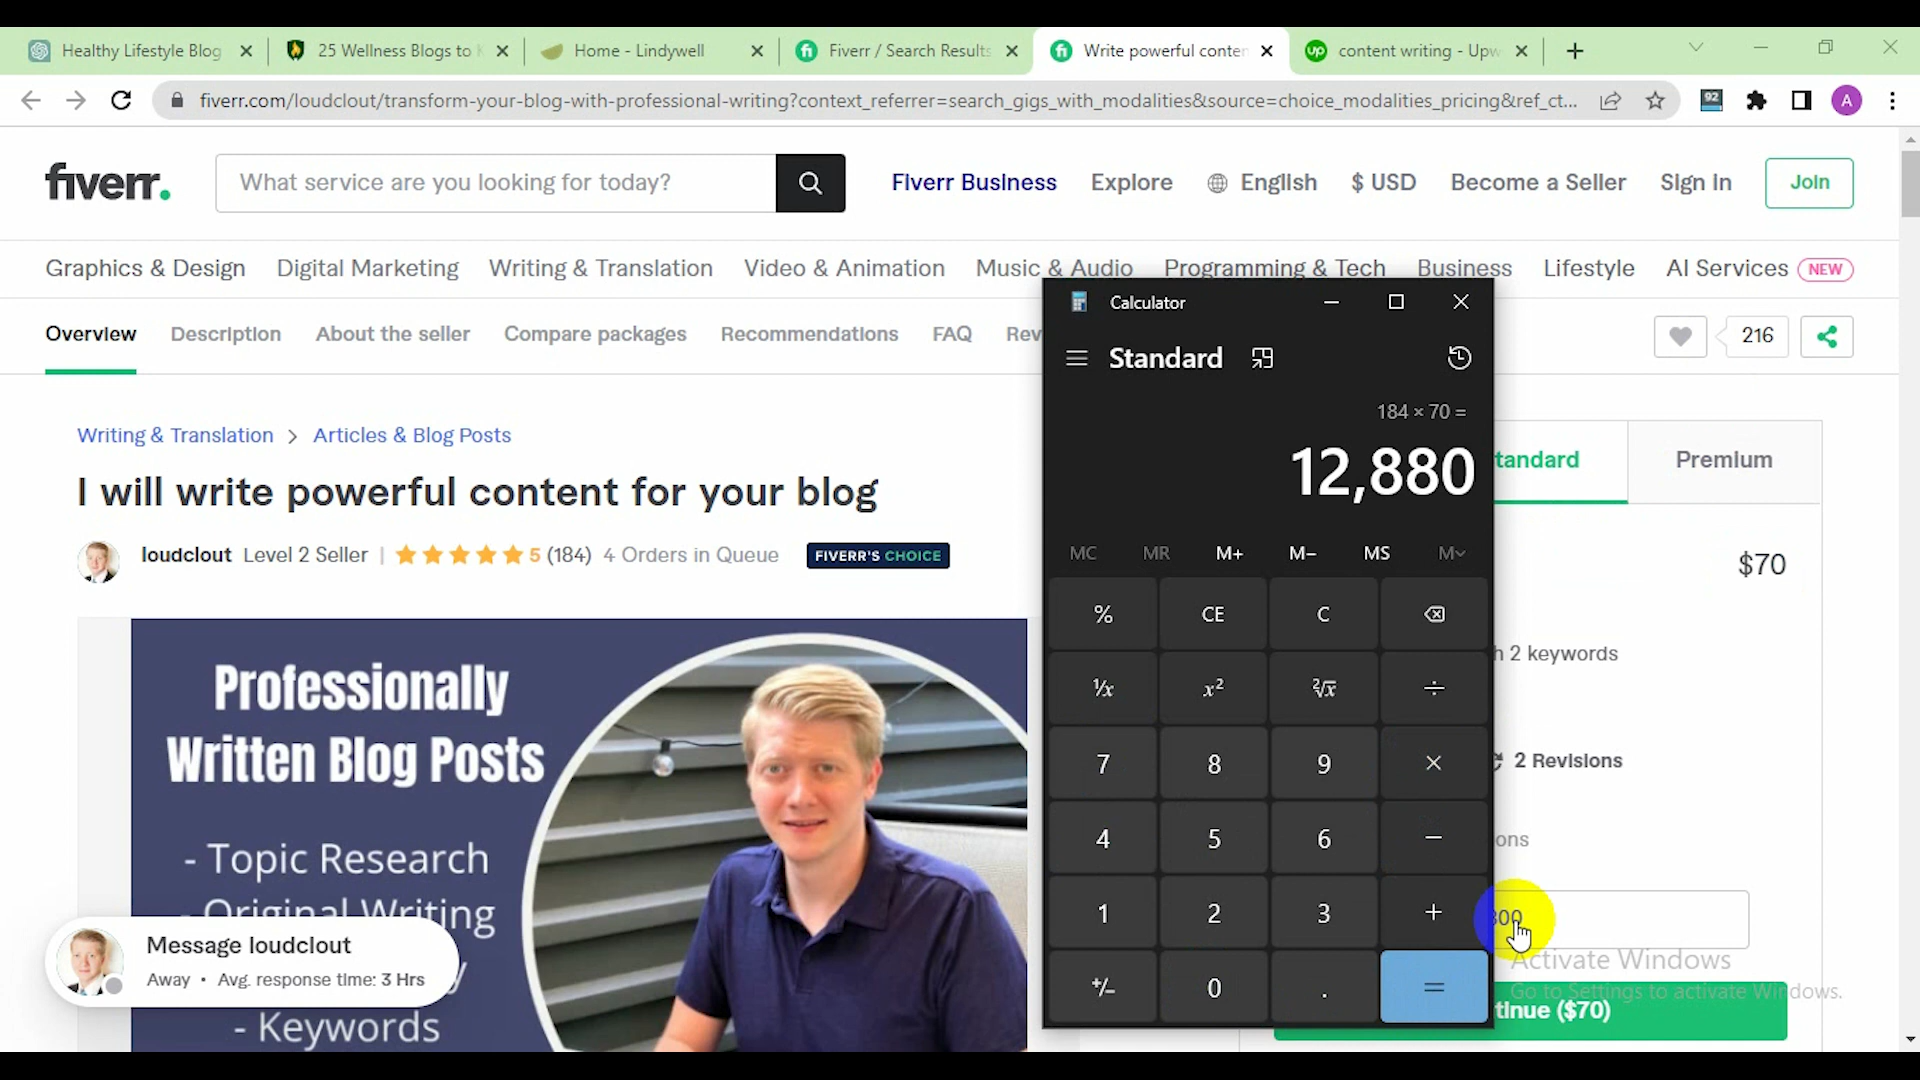 Healthy Lifestyle Blog
25 Wellness Blogs to
Home - Lindywell
Fiverr / Search Results
Write powerful conten
content writing - Upw
fiverr.com/loudclout/transform-your-blog-with-professional-writing?context_referrer=search_gigs_with_modalities&source=choice_modalities_pricing&ref_ct...
92
A
fiverr.
What service are you looking for today?
Fiverr Business
Explore
English
$ USD
Become a Seller
Sign in
Join
Graphics & Design
Digital Marketing
Writing & Translation
Video & Animation
Music & Audio
Programming & Tech
Business
Lifestyle
AI Services NEW
Overview
Description
About the seller
Compare packages
Recommendations
FAQ
Rev
216
Calculator
Standard
184 × 70 =
12,880
MC MR M+ M− MS M
% CE C
¹/x x² ²√x ÷
7 8 9 ×
4 5 6 −
1 2 3 +
+/− 0 . =
Writing & Translation > Articles & Blog Posts
I will write powerful content for your blog
loudclout Level 2 Seller | 5 (184) 4 Orders in Queue FIVERR'S CHOICE
Professionally
Written Blog Posts
- Topic Research
- Original Writing
y
- Keywords
Message loudclout
Away • Avg. response time: 3 Hrs
tandard
Premium
$70
h 2 keywords
2 Revisions
ons
Activate Windows
Go to Settings to activate Windows.
tinue ($70)